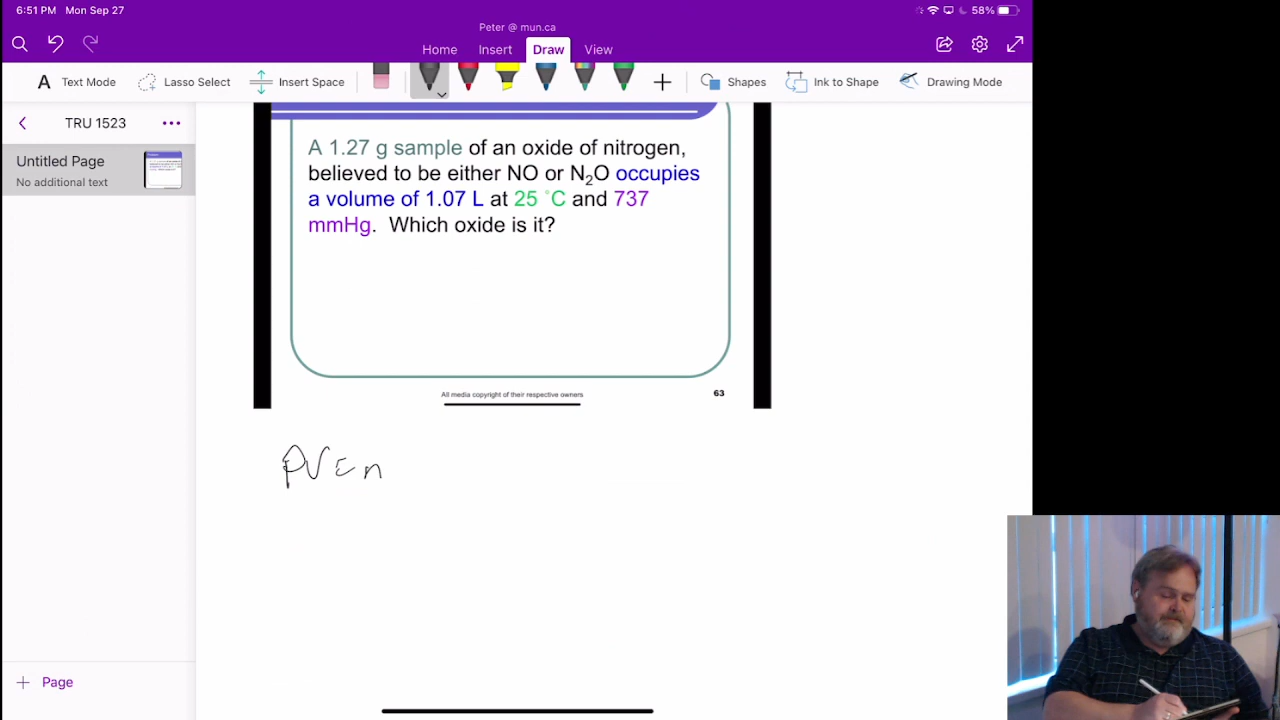 6:51 PM Mon Sep 27
58%
Peter @ mun.ca
Home Insert Draw View
A Text Mode Lasso Select Insert Space Shapes Ink to Shape Drawing Mode
TRU 1523
Untitled Page
No additional text
A 1.27 g sample of an oxide of nitrogen,
believed to be either NO or N₂O occupies
a volume of 1.07 L at 25 °C and 737
mmHg. Which oxide is it?
All media copyright of their respective owners
63
PV = n
Page